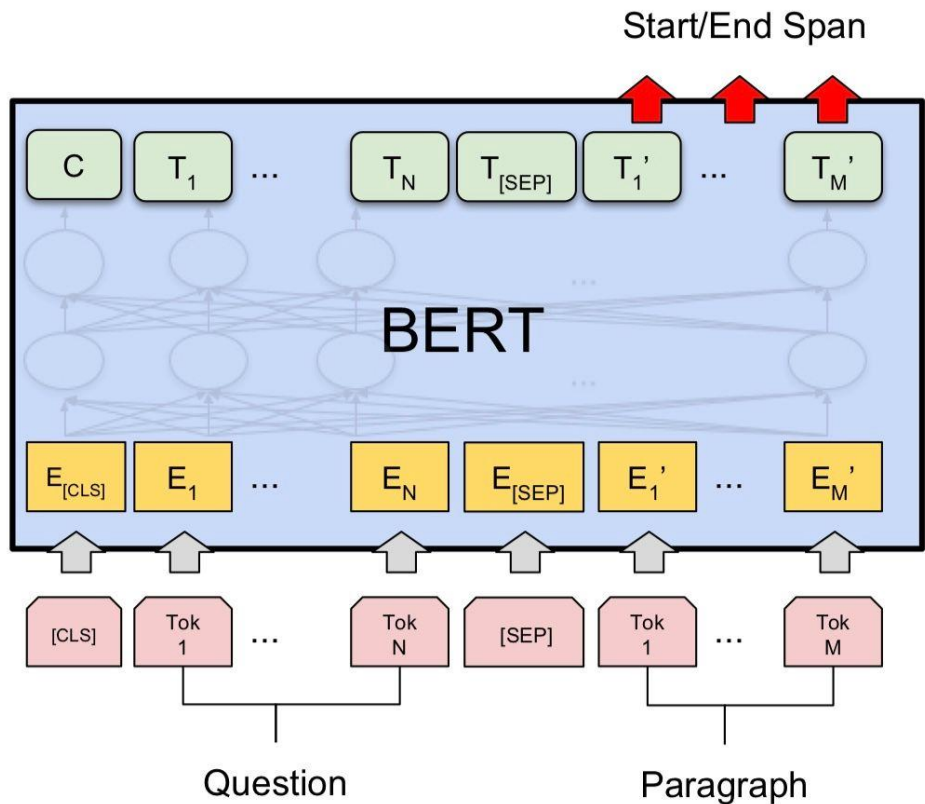 Start/End Span
C T1 ... TN T[SEP] T1’ ... TM’
...
BERT
...
E[CLS] E1 ... EN E[SEP] E1’ ... EM’
[CLS] Tok 1 ... Tok N [SEP] Tok 1 ... Tok M
Question Paragraph